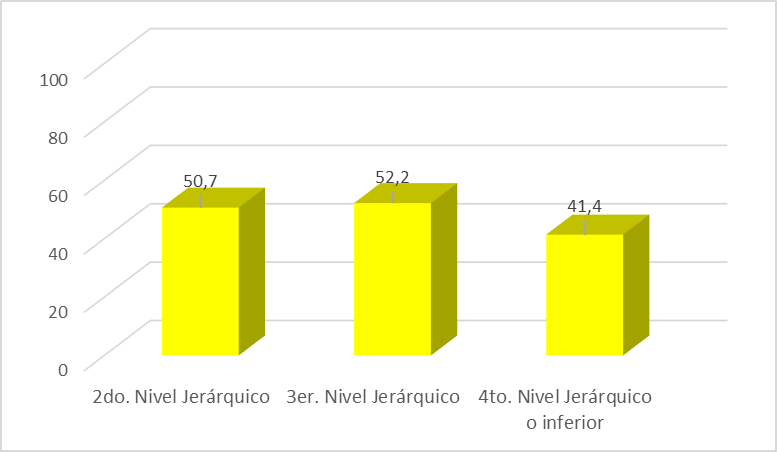 100
80
60
40
20
0
50,7
52,2
41,4
2do. Nivel Jerárquico
3er. Nivel Jerárquico
4to. Nivel Jerárquico
o inferior